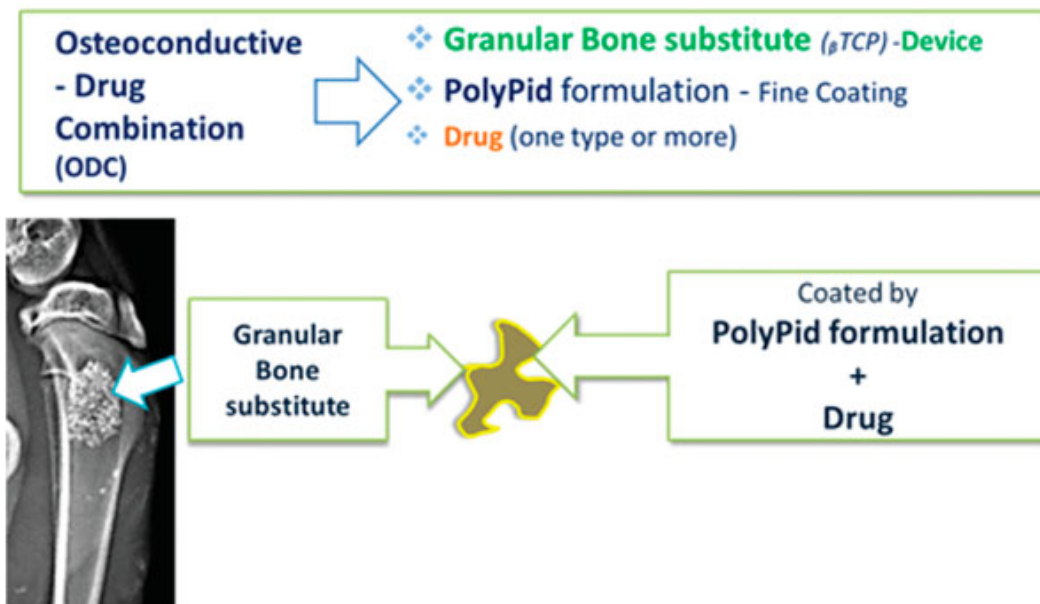 Osteoconductive
- Drug
Combination
(ODC)
❖ Granular Bone substitute (βTCP) -Device
❖ PolyPid formulation - Fine Coating
❖ Drug (one type or more)
Granular
Bone
substitute
Coated by
PolyPid formulation
+
Drug